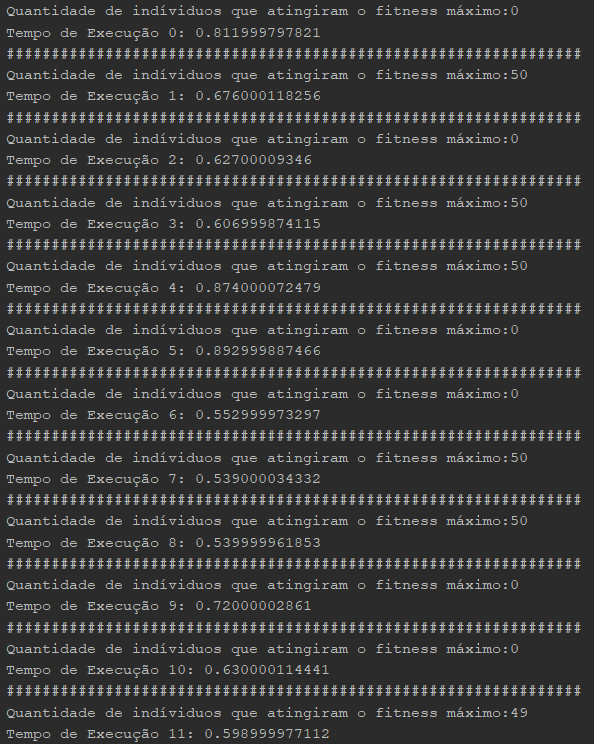 Quantidade de indíviduos que atingiram o fitness máximo:0
Tempo de Execução 0: 0.811999797821
################################################################
Quantidade de indíviduos que atingiram o fitness máximo:50
Tempo de Execução 1: 0.676000118256
################################################################
Quantidade de indíviduos que atingiram o fitness máximo:0
Tempo de Execução 2: 0.62700009346
################################################################
Quantidade de indíviduos que atingiram o fitness máximo:50
Tempo de Execução 3: 0.606999874115
################################################################
Quantidade de indíviduos que atingiram o fitness máximo:50
Tempo de Execução 4: 0.874000072479
################################################################
Quantidade de indíviduos que atingiram o fitness máximo:0
Tempo de Execução 5: 0.892999887466
################################################################
Quantidade de indíviduos que atingiram o fitness máximo:0
Tempo de Execução 6: 0.552999973297
################################################################
Quantidade de indíviduos que atingiram o fitness máximo:50
Tempo de Execução 7: 0.539000034332
################################################################
Quantidade de indíviduos que atingiram o fitness máximo:50
Tempo de Execução 8: 0.539999961853
################################################################
Quantidade de indíviduos que atingiram o fitness máximo:0
Tempo de Execução 9: 0.72000002861
################################################################
Quantidade de indíviduos que atingiram o fitness máximo:0
Tempo de Execução 10: 0.630000114441
################################################################
Quantidade de indíviduos que atingiram o fitness máximo:49
Tempo de Execução 11: 0.598999977112